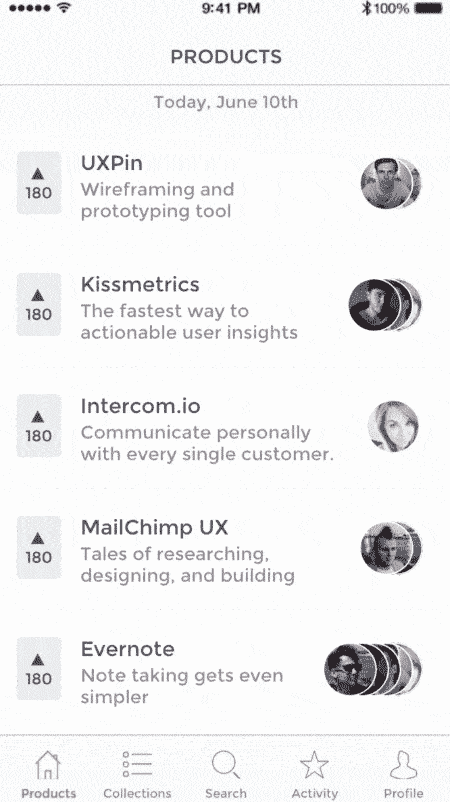 9:41 PM
100%
PRODUCTS
Today, June 10th
UXPin
180
Wireframing and
prototyping tool
Kissmetrics
180
The fastest way to
actionable user insights
Intercom.io
180
Communicate personally
with every single customer.
MailChimp UX
180
Tales of researching,
designing, and building
Evernote
180
Note taking gets even
simpler
Products
Collections
Search
Activity
Profile